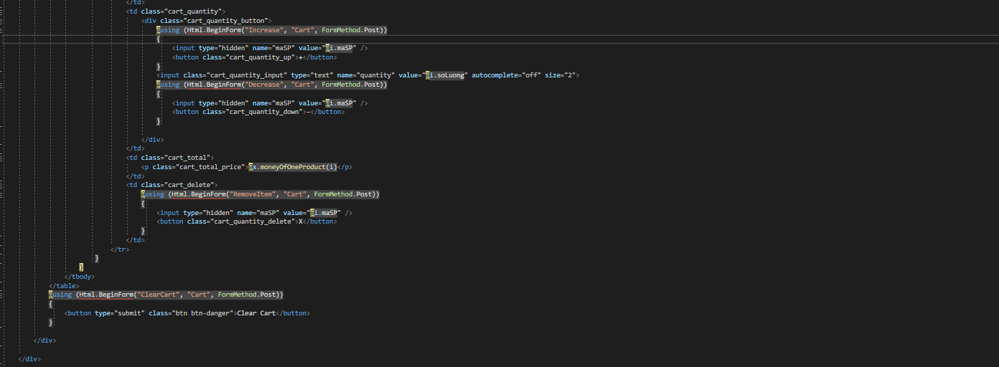 </td>
<td class="cart_quantity">
<div class="cart_quantity_button">
@using (Html.BeginForm("Increase", "Cart", FormMethod.Post))
{
<input type="hidden" name="maSP" value="@i.maSP" />
<button class="cart_quantity_up">+</button>
}
<input class="cart_quantity_input" type="text" name="quantity" value="@i.soLuong" autocomplete="off" size="2">
@using (Html.BeginForm("Decrease", "Cart", FormMethod.Post))
{
<input type="hidden" name="maSP" value="@i.maSP" />
<button class="cart_quantity_down">-</button>
}
</div>
</td>
<td class="cart_total">
<p class="cart_total_price">@x.moneyOfOneProduct(i)</p>
</td>
<td class="cart_delete">
@using (Html.BeginForm("RemoveItem", "Cart", FormMethod.Post))
{
<input type="hidden" name="maSP" value="@i.maSP" />
<button class="cart_quantity_delete">X</button>
}
</td>
</tr>
}
}
</tbody>
</table>
@using (Html.BeginForm("ClearCart", "Cart", FormMethod.Post))
{
<button type="submit" class="btn btn-danger">Clear Cart</button>
}
</div>
</div>